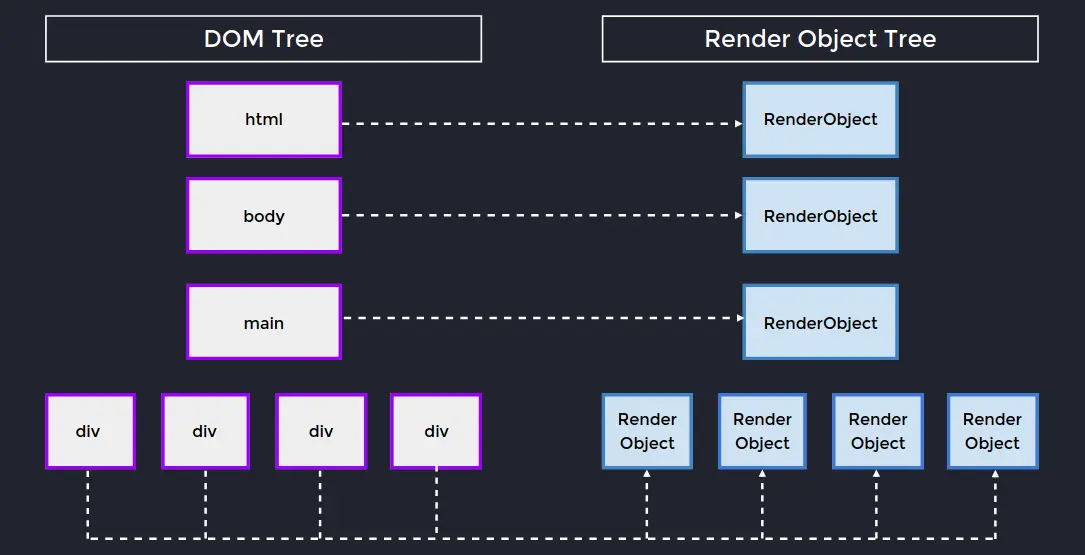 DOM Tree
Render Object Tree
html
RenderObject
body
RenderObject
main
RenderObject
div
div
div
div
Render
Object
Render
Object
Render
Object
Render
Object